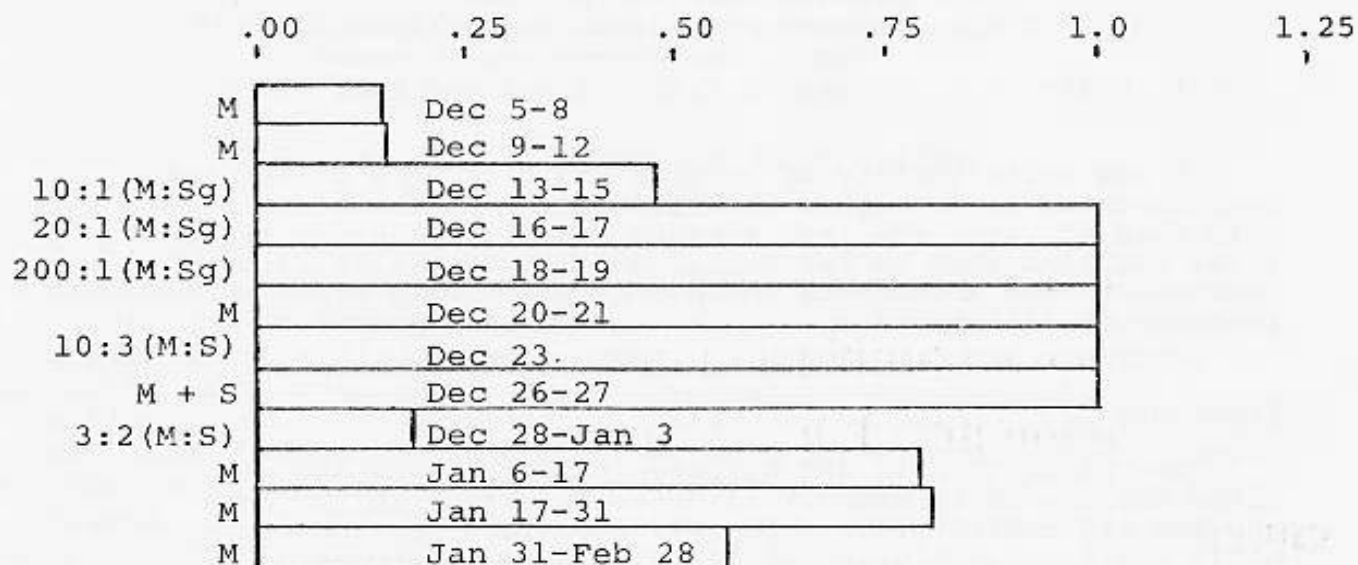 .00 .25 .50 .75 1.0 1.25
M Dec 5-8
M Dec 9-12
10:1(M:Sg) Dec 13-15
20:1(M:Sg) Dec 16-17
200:1(M:Sg) Dec 18-19
M Dec 20-21
10:3(M:S) Dec 23
M + S Dec 26-27
3:2(M:S) Dec 28-Jan 3
M Jan 6-17
M Jan 17-31
M Jan 31-Feb 28